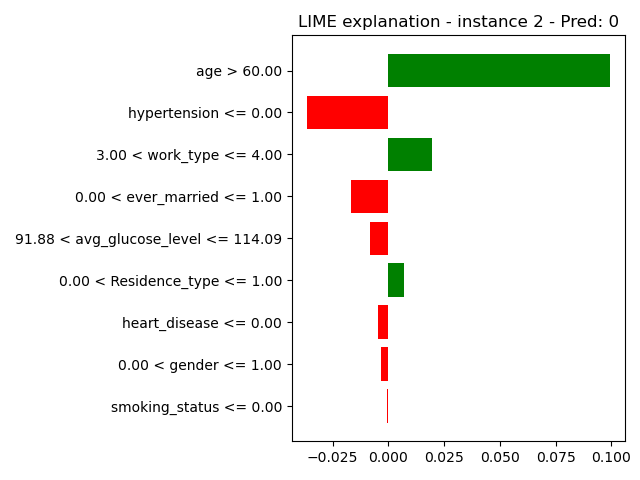 LIME explanation - instance 2 - Pred: 0
age > 60.00
hypertension <= 0.00
3.00 < work_type <= 4.00
0.00 < ever_married <= 1.00
91.88 < avg_glucose_level <= 114.09
0.00 < Residence_type <= 1.00
heart_disease <= 0.00
0.00 < gender <= 1.00
smoking_status <= 0.00
−0.025 0.000 0.025 0.050 0.075 0.100